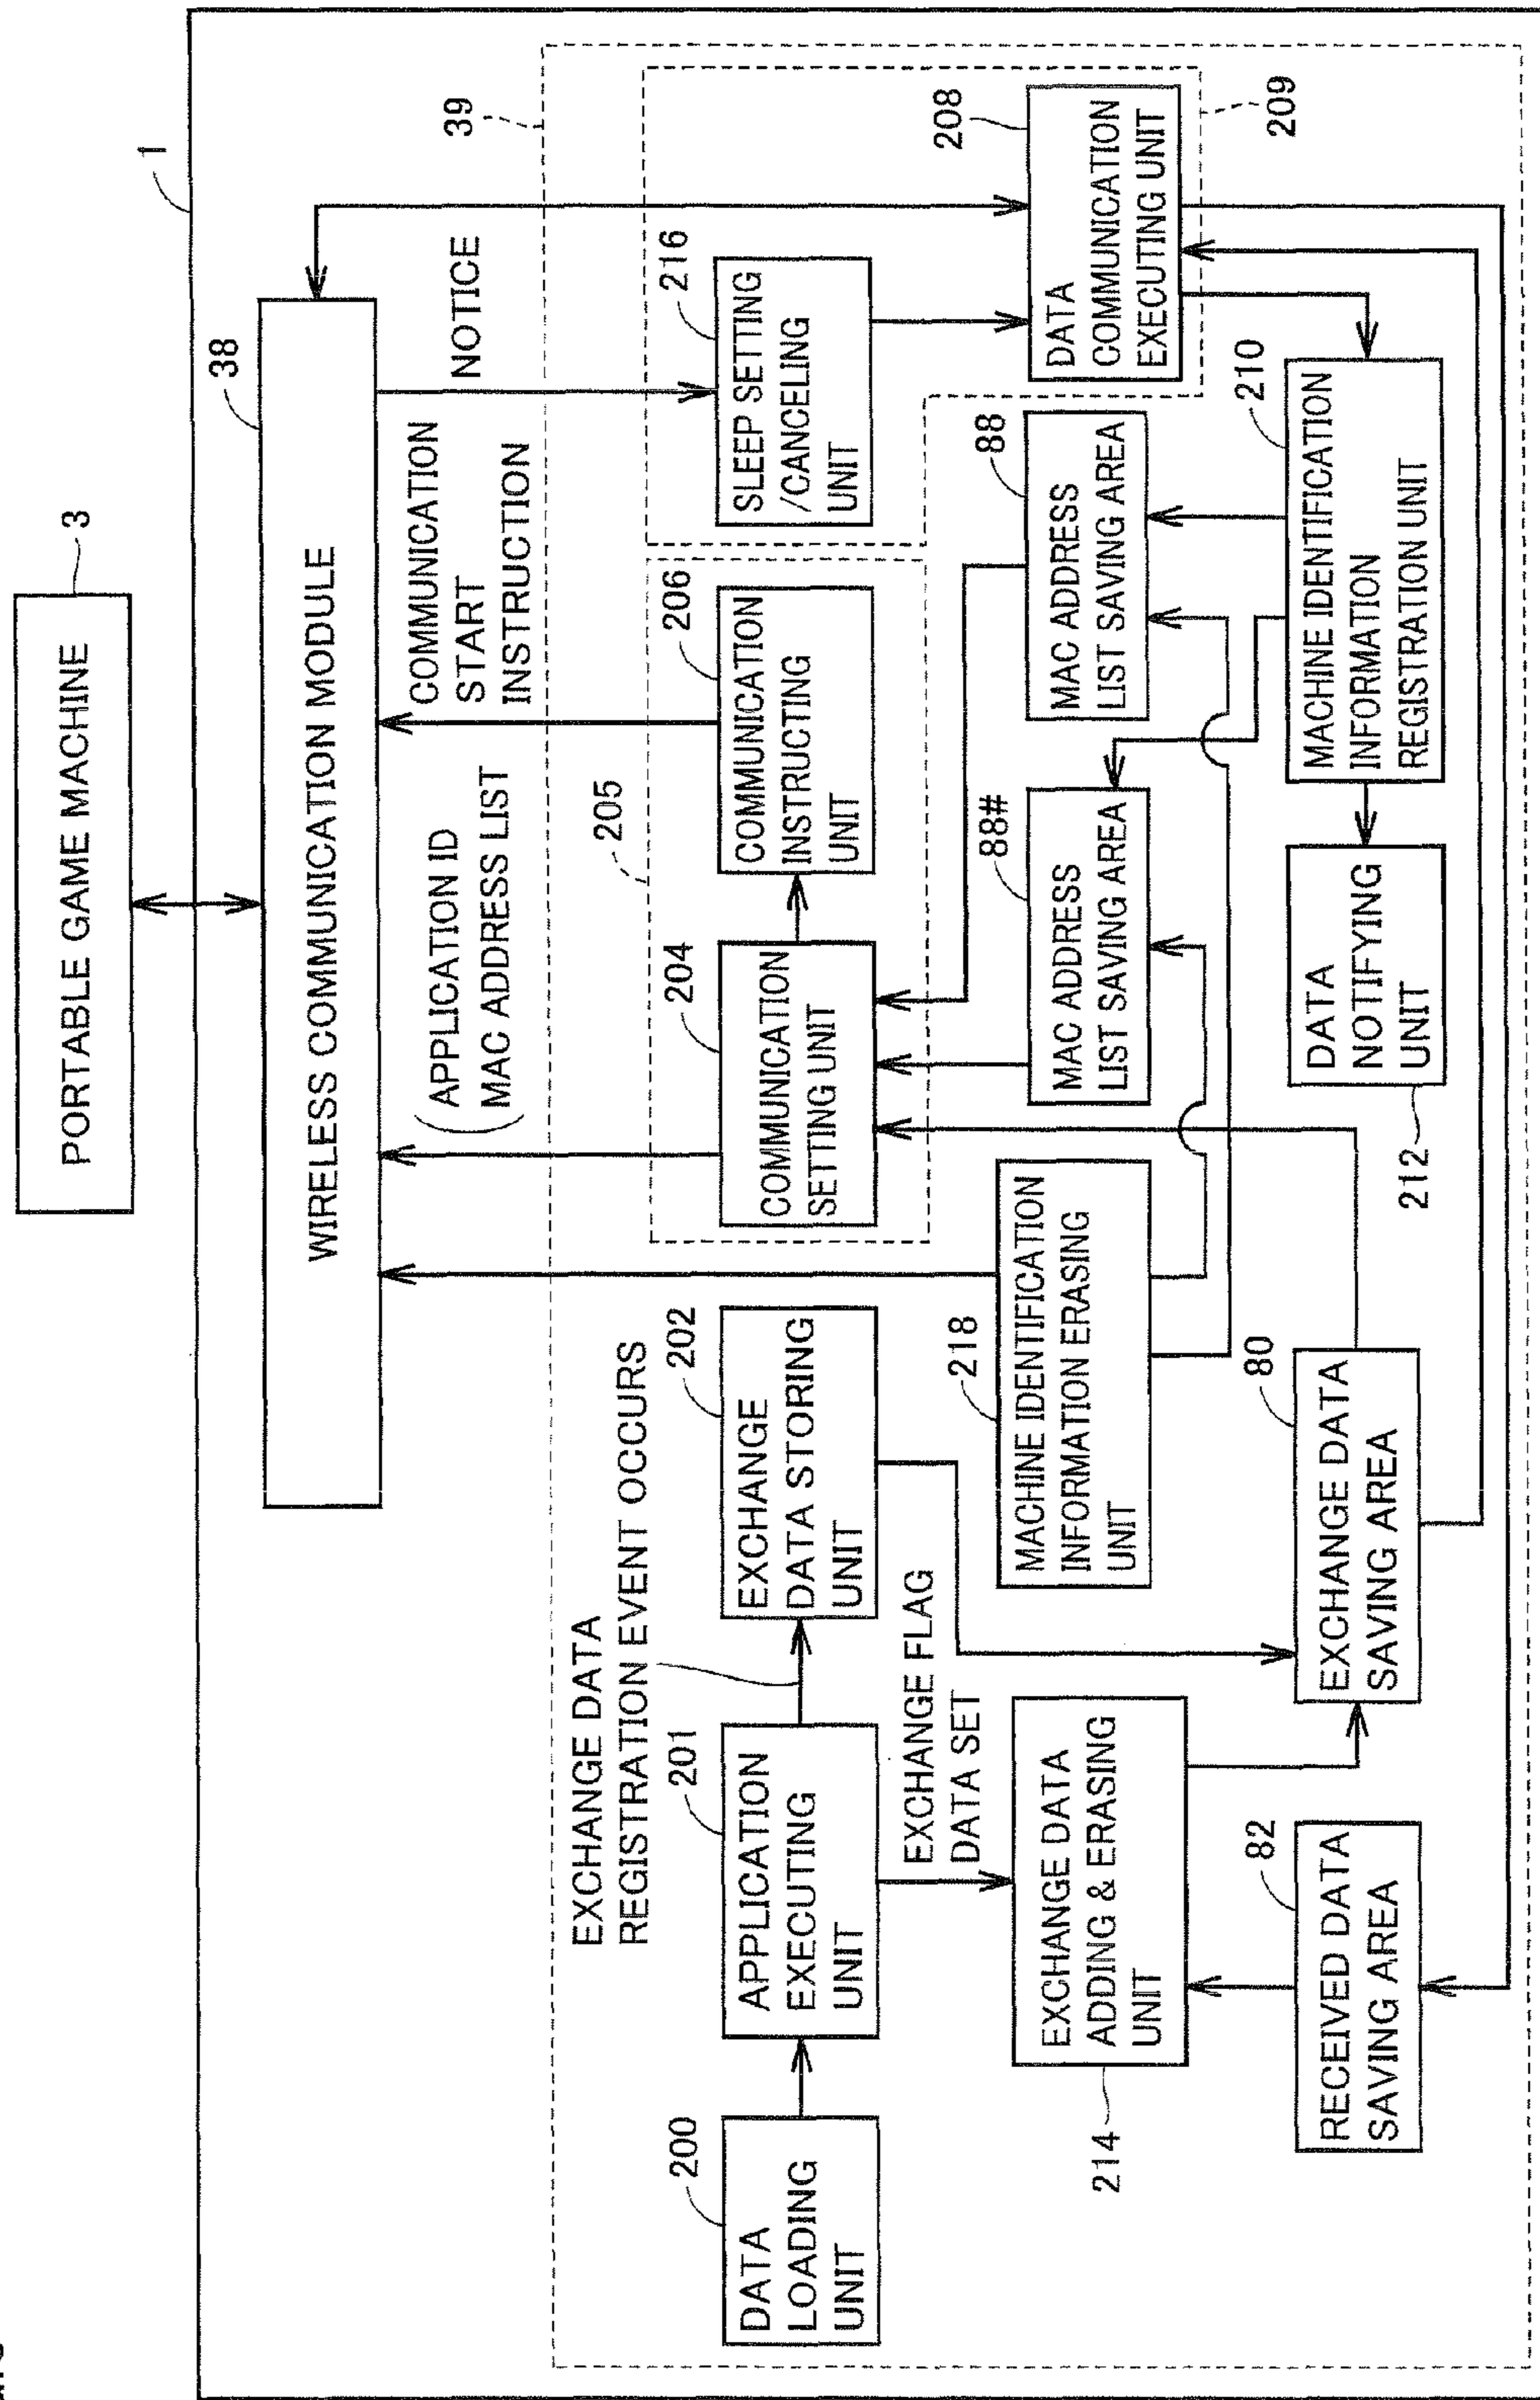 PORTABLE GAME MACHINE
3
1
38
WIRELESS COMMUNICATION MODULE
39
EXCHANGE DATA
REGISTRATION EVENT OCCURS
APPLICATION ID
MAC ADDRESS LIST
COMMUNICATION
START
INSTRUCTION
NOTICE
200
DATA
LOADING
UNIT
201
APPLICATION
EXECUTING
UNIT
202
EXCHANGE
DATA STORING
UNIT
205
204
COMMUNICATION
SETTING UNIT
206
COMMUNICATION
INSTRUCTING
UNIT
216
SLEEP SETTING
/CANCELING
UNIT
EXCHANGE FLAG
DATA SET
214
EXCHANGE DATA
ADDING & ERASING
UNIT
218
MACHINE IDENTIFICATION
INFORMATION ERASING
UNIT
88#
MAC ADDRESS
LIST SAVING AREA
88
MAC ADDRESS
LIST SAVING AREA
208
DATA
COMMUNICATION
EXECUTING UNIT
209
82
RECEIVED DATA
SAVING AREA
80
EXCHANGE DATA
SAVING AREA
212
DATA
NOTIFYING
UNIT
210
MACHINE IDENTIFICATION
INFORMATION
REGISTRATION UNIT